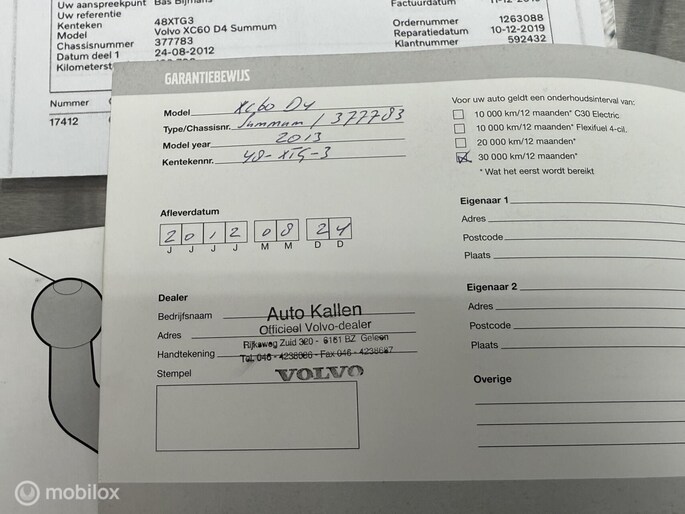 Uw aanspreekpunt Bas Bijmans
Uw referentie
Kenteken 48XTG3
Model Volvo XC60 D4 Summum
Chassisnummer 377783
Datum deel 1 24-08-2012
Kilometerst
Factuurdatum
Ordernummer 1263088
Reparatiedatum 10-12-2019
Klantnummer 592432
Nummer
17412
GARANTIEBEWIJS
Model XC60 D4
Type/Chassisnr. Summum / 377783
Model year 2013
Kentekennr. 48-XTG-3
Afleverdatum
2 0 1 2 0 8 2 4
J J J J M M D D
Dealer
Bedrijfsnaam Auto Kallen
Officieel Volvo-dealer
Adres Rijksweg Zuid 320 - 6161 BZ Geleen
Handtekening Tel. 046 - Fax 046 -
Stempel VOLVO
Voor uw auto geldt een onderhoudsinterval van:
10 000 km/12 maanden* C30 Electric
10 000 km/12 maanden* Flexifuel 4-cil.
20 000 km/12 maanden*
30 000 km/12 maanden*
* Wat het eerst wordt bereikt
Eigenaar 1
Adres
Postcode
Plaats
Eigenaar 2
Adres
Postcode
Plaats
Overige
mobilox